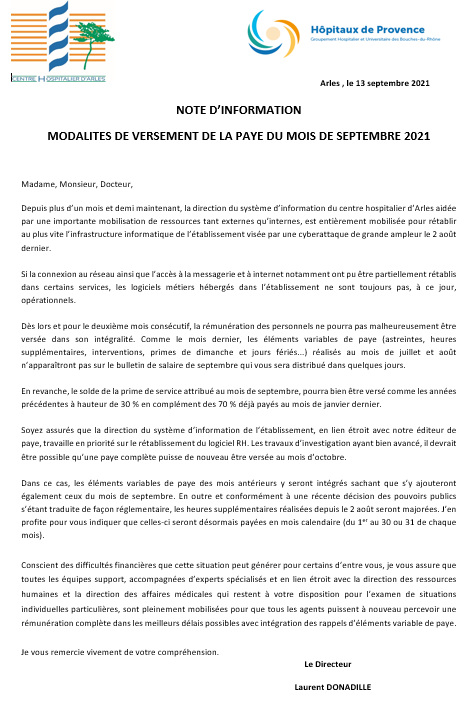 CENTRE HOSPITALIER D'ARLES
Hôpitaux de Provence
Groupement Hospitalier et Universitaire des Bouches-du-Rhône
Arles , le 13 septembre 2021
NOTE D'INFORMATION
MODALITES DE VERSEMENT DE LA PAYE DU MOIS DE SEPTEMBRE 2021
Madame, Monsieur, Docteur,
Depuis plus d'un mois et demi maintenant, la direction du système d'information du centre hospitalier d'Arles aidée
par une importante mobilisation de ressources tant externes qu'internes, est entièrement mobilisée pour rétablir
au plus vite l'infrastructure informatique de l'établissement visée par une cyberattaque de grande ampleur le 2 août
dernier.
Si la connexion au réseau ainsi que l'accès à la messagerie et à internet notamment ont pu être partiellement rétablis
dans certains services, les logiciels métiers hébergés dans l'établissement ne sont toujours pas, à ce jour,
opérationnels.
Dès lors et pour le deuxième mois consécutif, la rémunération des personnels ne pourra pas malheureusement être
versée dans son intégralité. Comme le mois dernier, les éléments variables de paye (astreintes, heures
supplémentaires, interventions, primes de dimanche et jours fériés...) réalisés au mois de juillet et août
n'apparaîtront pas sur le bulletin de salaire de septembre qui vous sera distribué dans quelques jours.
En revanche, le solde de la prime de service attribué au mois de septembre, pourra bien être versé comme les années
précédentes à hauteur de 30 % en complément des 70 % déjà payés au mois de janvier dernier.
Soyez assurés que la direction du système d'information de l'établissement, en lien étroit avec notre éditeur de
paye, travaille en priorité sur le rétablissement du logiciel RH. Les travaux d'investigation ayant bien avancé, il devrait
être possible qu'une paye complète puisse de nouveau être versée au mois d'octobre.
Dans ce cas, les éléments variables de paye des mois antérieurs y seront intégrés sachant que s'y ajouteront
également ceux du mois de septembre. En outre et conformément à une récente décision des pouvoirs publics
s'étant traduite de façon réglementaire, les heures supplémentaires réalisées depuis le 2 août seront majorées. J'en
profite pour vous indiquer que celles-ci seront désormais payées en mois calendaire (du 1er au 30 ou 31 de chaque
mois).
Conscient des difficultés financières que cette situation peut générer pour certains d'entre vous, je vous assure que
toutes les équipes support, accompagnées d'experts spécialisés et en lien étroit avec la direction des ressources
humaines et la direction des affaires médicales qui restent à votre disposition pour l'examen de situations
individuelles particulières, sont pleinement mobilisées pour que tous les agents puissent à nouveau percevoir une
rémunération complète dans les meilleurs délais possibles avec intégration des rappels d'éléments variable de paye.
Je vous remercie vivement de votre compréhension.
Le Directeur
Laurent DONADILLE